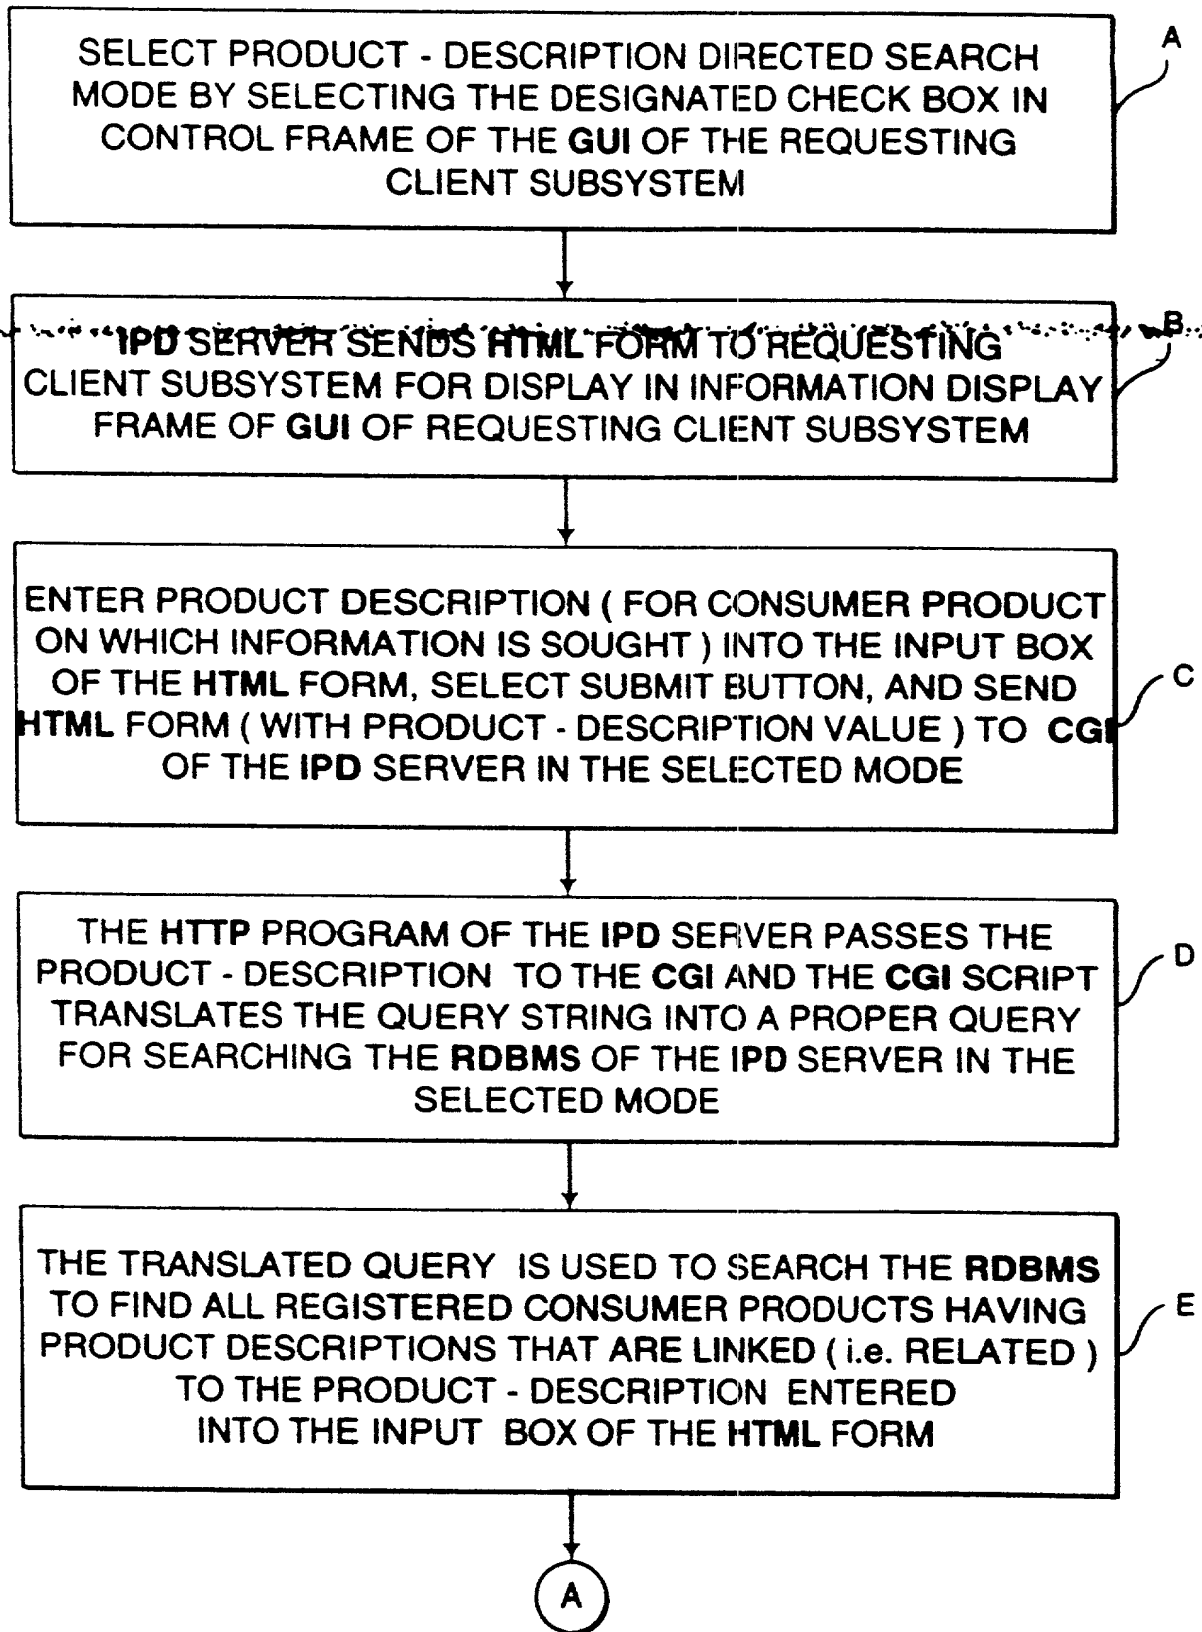 SELECT PRODUCT - DESCRIPTION DIRECTED SEARCH
MODE BY SELECTING THE DESIGNATED CHECK BOX IN
CONTROL FRAME OF THE GUI OF THE REQUESTING
CLIENT SUBSYSTEM
A
IPD SERVER SENDS HTML FORM TO REQUESTING
CLIENT SUBSYSTEM FOR DISPLAY IN INFORMATION DISPLAY
FRAME OF GUI OF REQUESTING CLIENT SUBSYSTEM
B
ENTER PRODUCT DESCRIPTION ( FOR CONSUMER PRODUCT
ON WHICH INFORMATION IS SOUGHT ) INTO THE INPUT BOX
OF THE HTML FORM, SELECT SUBMIT BUTTON, AND SEND
HTML FORM ( WITH PRODUCT - DESCRIPTION VALUE ) TO CGI
OF THE IPD SERVER IN THE SELECTED MODE
C
THE HTTP PROGRAM OF THE IPD SERVER PASSES THE
PRODUCT - DESCRIPTION TO THE CGI AND THE CGI SCRIPT
TRANSLATES THE QUERY STRING INTO A PROPER QUERY
FOR SEARCHING THE RDBMS OF THE IPD SERVER IN THE
SELECTED MODE
D
THE TRANSLATED QUERY IS USED TO SEARCH THE RDBMS
TO FIND ALL REGISTERED CONSUMER PRODUCTS HAVING
PRODUCT DESCRIPTIONS THAT ARE LINKED ( i.e. RELATED )
TO THE PRODUCT - DESCRIPTION ENTERED
INTO THE INPUT BOX OF THE HTML FORM
E
A